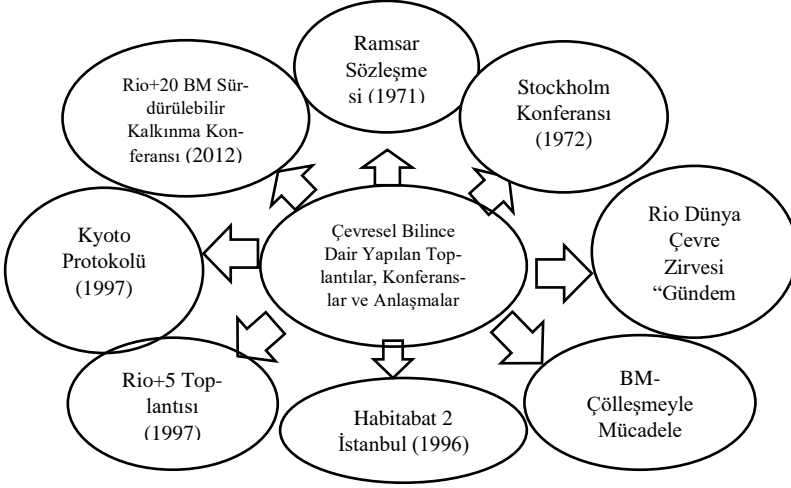 Ramsar
Sözleşme
si (1971)
Stockholm
Konferansı
(1972)
Rio Dünya
Çevre
Zirvesi
“Gündem
BM-
Çölleşmeyle
Mücadele
Habitabat 2
İstanbul (1996)
Rio+5 Top-
lantısı
(1997)
Kyoto
Protokolü
(1997)
Rio+20 BM Sür-
dürülebilir
Kalkınma Kon-
feransı (2012)
Çevresel Bilince
Dair Yapılan Top-
lantılar, Konferans-
lar ve Anlaşmalar